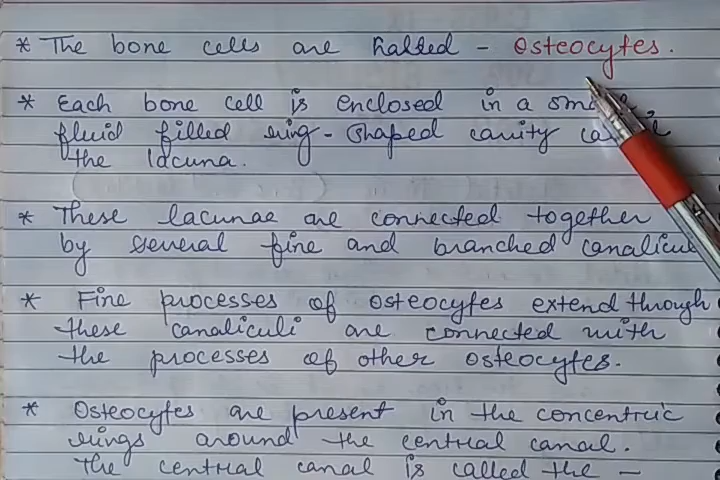 * The bone cells are halted - Osteocytes.
* Each bone cell is enclosed in a
fluid filled ring - shaped cavity
the lacuna.
* These lacunae are connected together
by several fine and branched
* Fine processes of osteocytes extend through
these canaliculi are connected with
the processes of other osteocytes.
* Osteocytes are present in the concentric
rings around the central canal.
the central canal is called the -